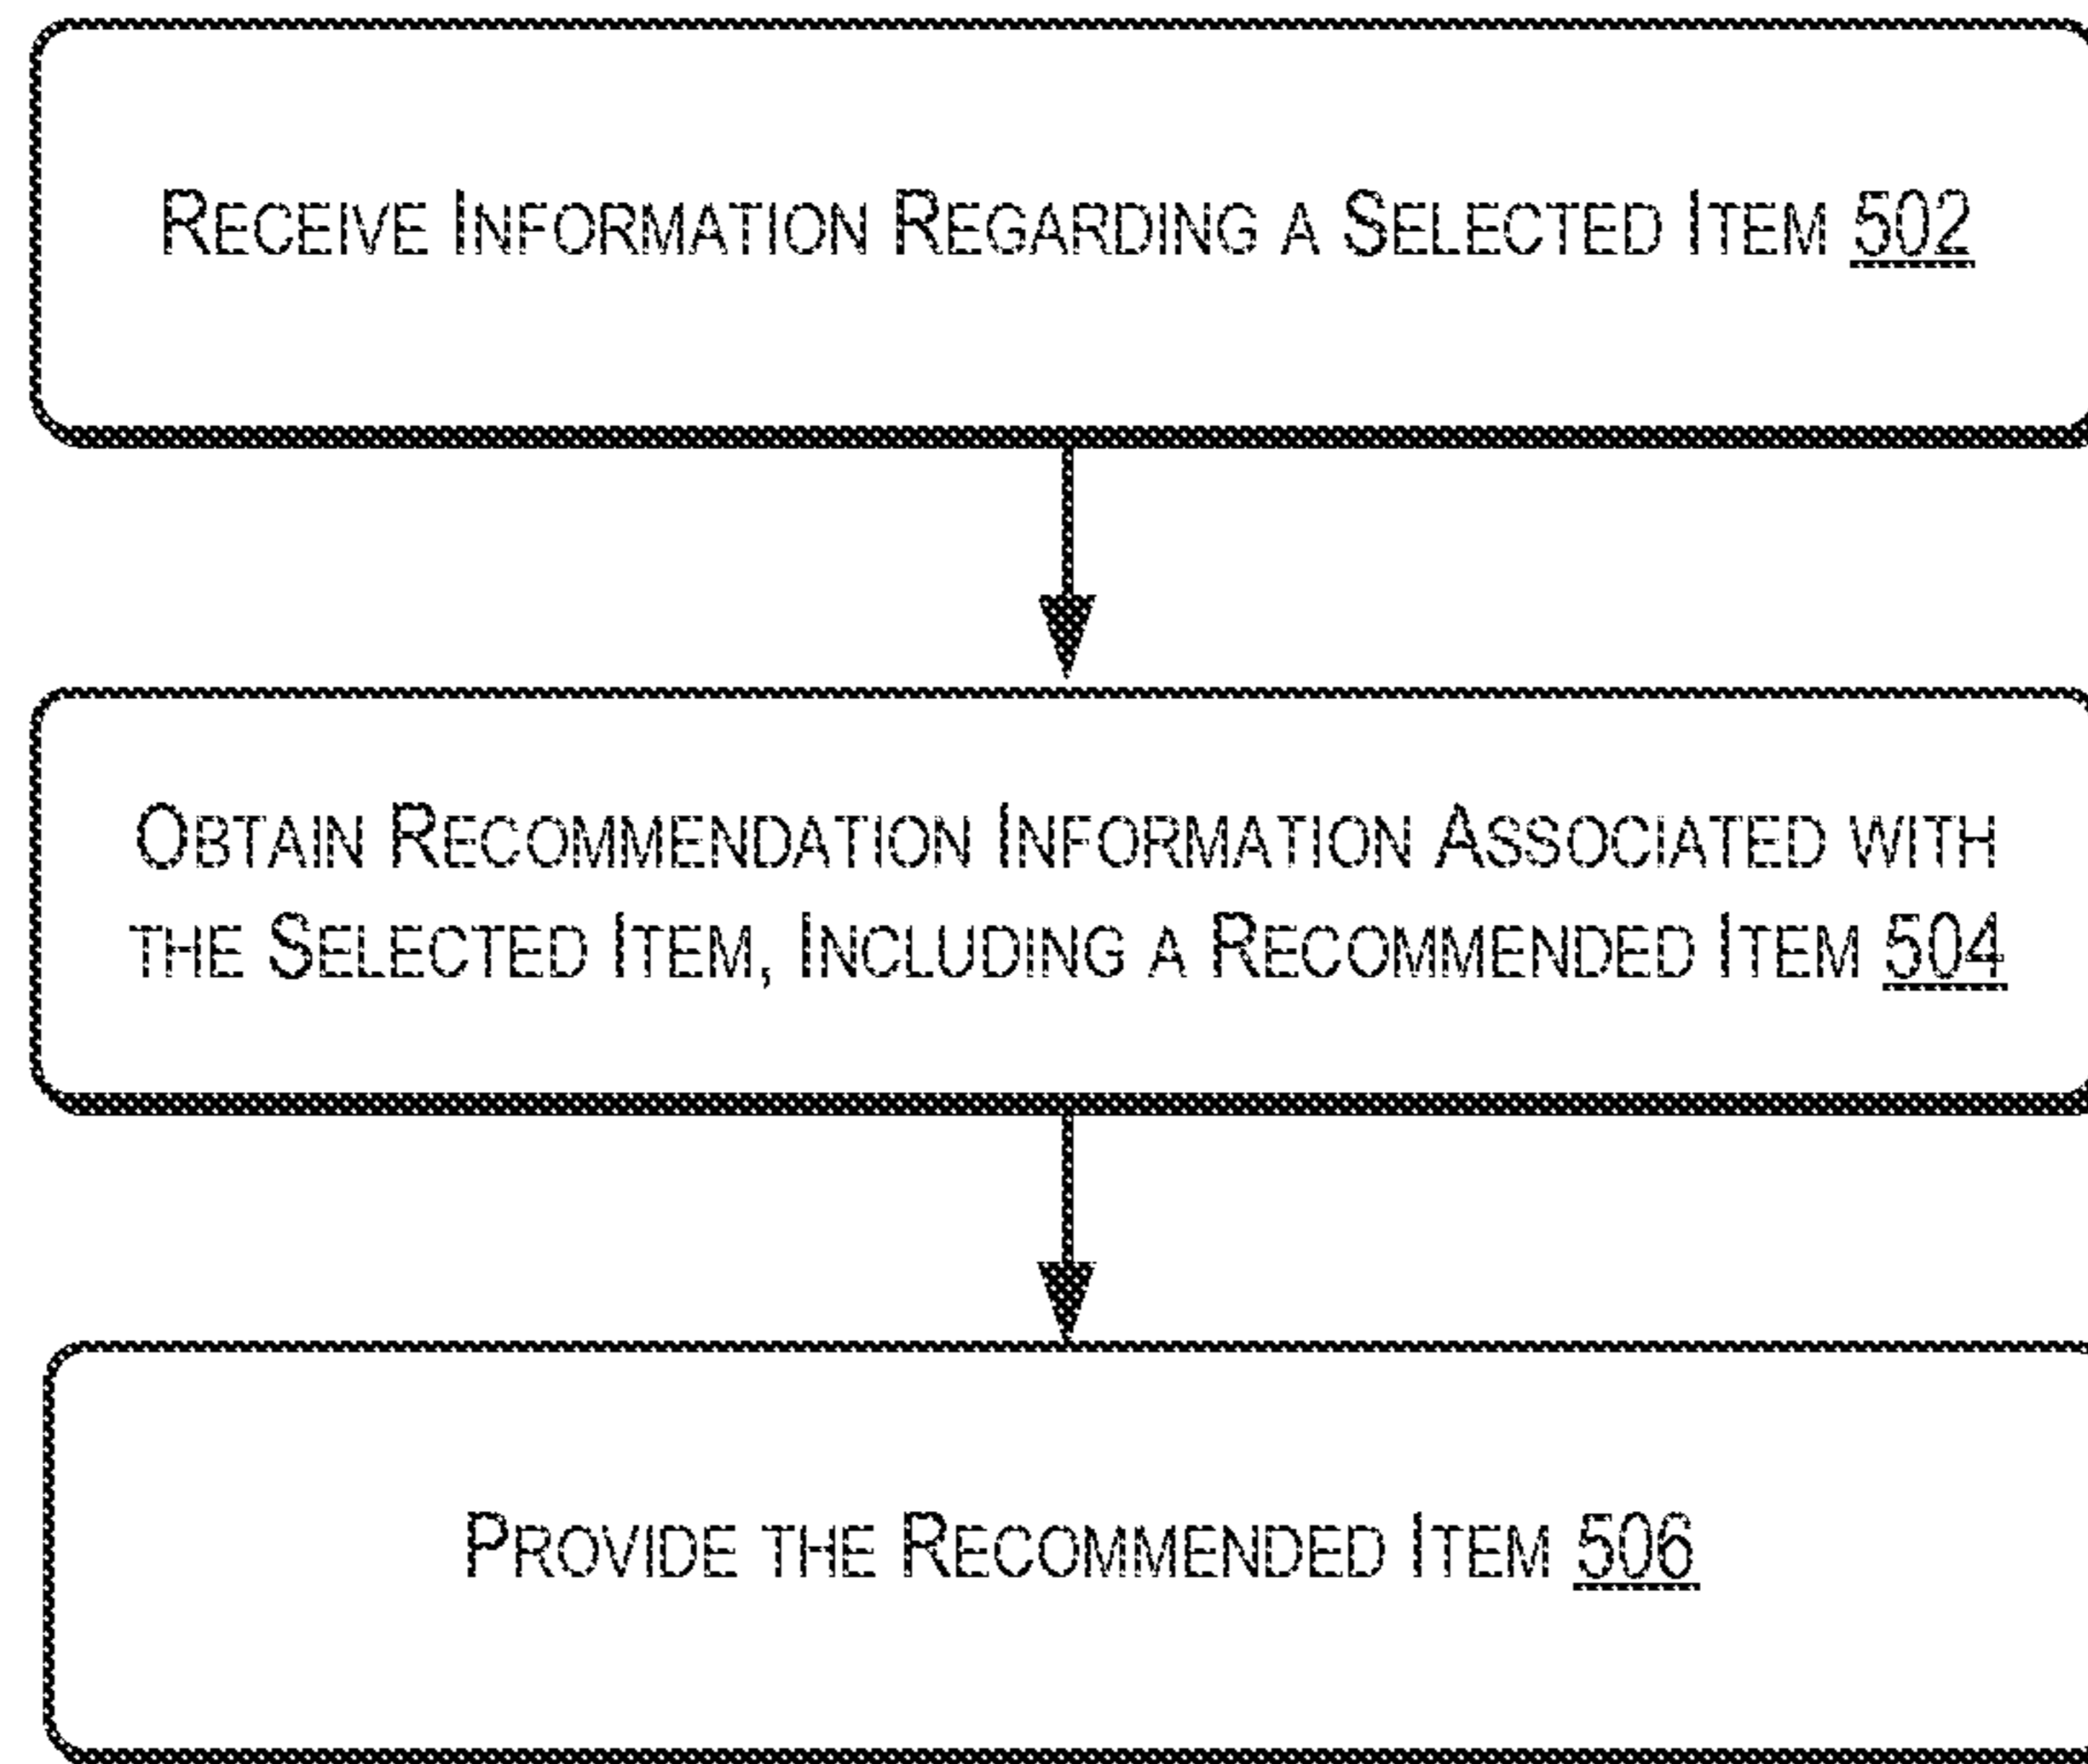 Receive Information Regarding a Selected Item 502
Obtain Recommendation Information Associated with
the Selected Item, Including a Recommended Item 504
Provide the Recommended Item 506